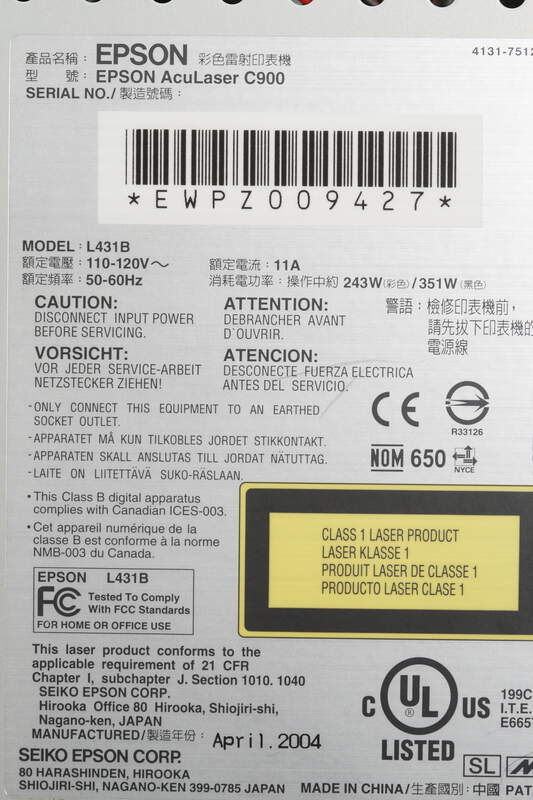 產品名稱：EPSON 彩色雷射印表機
4131-7512
型 號：EPSON AcuLaser C900
SERIAL NO./製造號碼：
*EWPZ009427*
MODEL：L431B
額定電壓：110-120V～ 額定電流：11A
額定頻率：50-60Hz 消耗電功率：操作中約 243W(彩色)/351W(黑色)
CAUTION:
DISCONNECT INPUT POWER
BEFORE SERVICING.
ATTENTION:
DEBRANCHER AVANT
D`OUVRIR.
警語：檢修印表機前，
請先拔下印表機的
電源線
VORSICHT:
VOR JEDER SERVICE-ARBEIT
NETZSTECKER ZIEHEN!
ATENCION:
DESCONECTE FUERZA ELECTRICA
ANTES DEL SERVICIO.
-ONLY CONNECT THIS EQUIPMENT TO AN EARTHED
SOCKET OUTLET.
-APPARATET MÅ KUN TILKOBLES JORDET STIKKONTAKT.
-APPARATEN SKALL ANSLUTAS TILL JORDAT NÄTUTTAG.
-LAITE ON LIITETTÄVÄ SUKO-RÄSLAAN.
CE
R33126
NOM 650
NYCE
•This Class B digital apparatus
complies with Canadian ICES-003.
•Cet appareil numérique de la
classe B est conforme à la norme
NMB-003 du Canada.
CLASS 1 LASER PRODUCT
LASER KLASSE 1
PRODUIT LASER DE CLASSE 1
PRODUCTO LASER CLASE 1
EPSON L431B
FC Tested To Comply
With FCC Standards
FOR HOME OR OFFICE USE
This laser product conforms to the
applicable requirement of 21 CFR
Chapter I, subchapter J. Section 1010. 1040
SEIKO EPSON CORP.
Hirooka Office 80 Hirooka, Shiojiri-shi,
Nagano-ken, JAPAN
MANUFACTURED/製造年份：April.2004
C UL ® US
LISTED
199C
I.T.E.
E665
SEIKO EPSON CORP.
80 HARASHINDEN, HIROOKA
SHIOJIRI-SHI, NAGANO-KEN 399-0785 JAPAN
SL
MADE IN CHINA/生產國別：中國 PAT